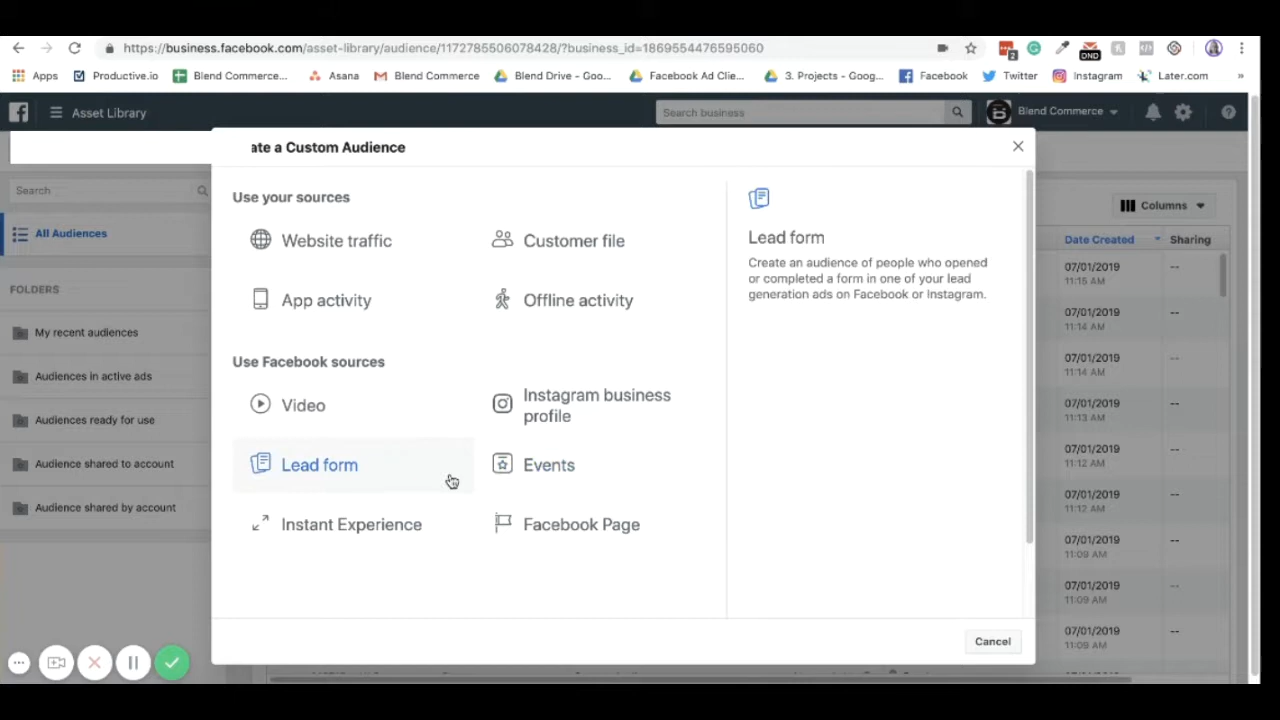 https://business.facebook.com/asset-library/audience/1172785506078428/?business_id=1869554476595060
2
DND
Apps
Productive.io
Blend Commerce...
Asana
Blend Commerce
Blend Drive - Goo...
Facebook Ad Clie...
3. Projects - Goog...
Facebook
Twitter
Instagram
Later.com
»
Asset Library
Search business
Blend Commerce
ate a Custom Audience
Search
All Audiences
FOLDERS
My recent audiences
Audiences in active ads
Audiences ready for use
Audience shared to account
Audience shared by account
Use your sources
Website traffic
Customer file
App activity
Offline activity
Use Facebook sources
Video
Instagram business
profile
Lead form
Events
Instant Experience
Facebook Page
Lead form
Create an audience of people who opened
or completed a form in one of your lead
generation ads on Facebook or Instagram.
Cancel
Columns
Date Created
Sharing
07/01/2019
11:15 AM
--
07/01/2019
11:14 AM
--
07/01/2019
11:14 AM
--
07/01/2019
11:13 AM
--
07/01/2019
11:12 AM
--
07/01/2019
11:12 AM
--
07/01/2019
11:09 AM
--
07/01/2019
11:09 AM
--
07/01/2019
11:09 AM
--
07/01/2019
--